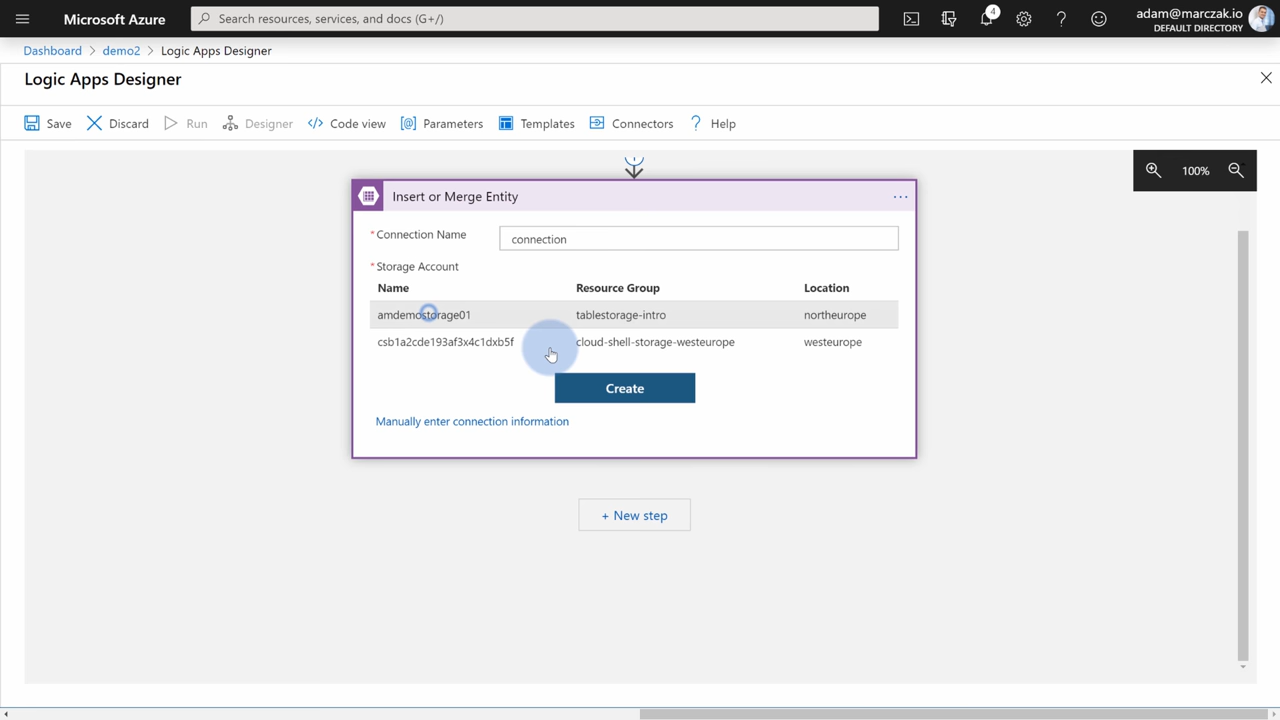 Microsoft Azure
Search resources, services, and docs (G+/)
4
adam@marczak.io
DEFAULT DIRECTORY
Dashboard > demo2 > Logic Apps Designer
Logic Apps Designer
Save Discard Run Designer Code view Parameters Templates Connectors Help
100%
Insert or Merge Entity
* Connection Name connection
* Storage Account
Name Resource Group Location
amdemostorage01 tablestorage-intro northeurope
csb1a2cde193af3x4c1dxb5f cloud-shell-storage-westeurope westeurope
Create
Manually enter connection information
+ New step